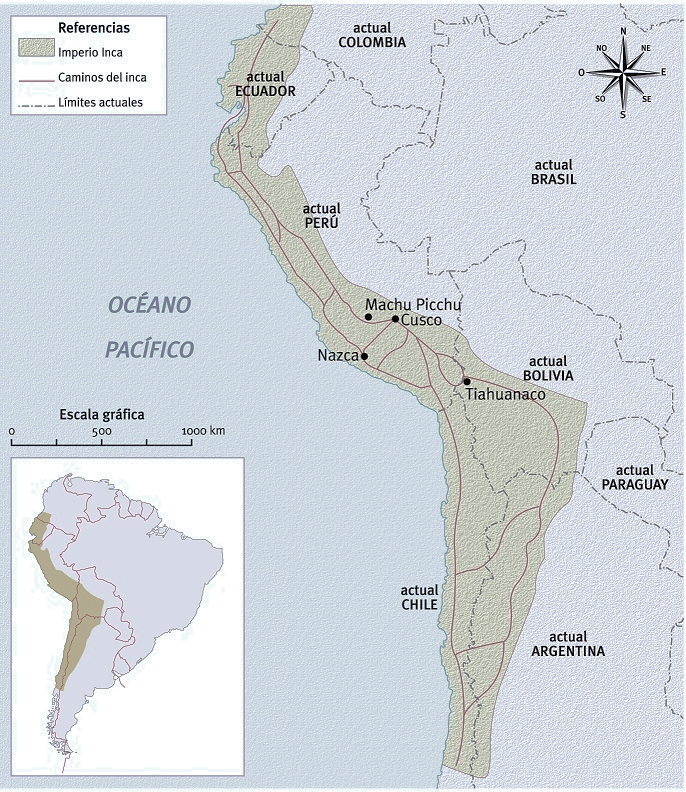 Referencias
Imperio Inca
Caminos del inca
Límites actuales
actual
COLOMBIA
actual
ECUADOR
N
NO
NE
O
E
SO
SE
S
actual
BRASIL
actual
PERÚ
OCÉANO
PACÍFICO
Machu Picchu
Cusco
Nazca
actual
BOLIVIA
Tiahuanaco
Escala gráfica
0
500
1000 km
actual
PARAGUAY
actual
CHILE
actual
ARGENTINA